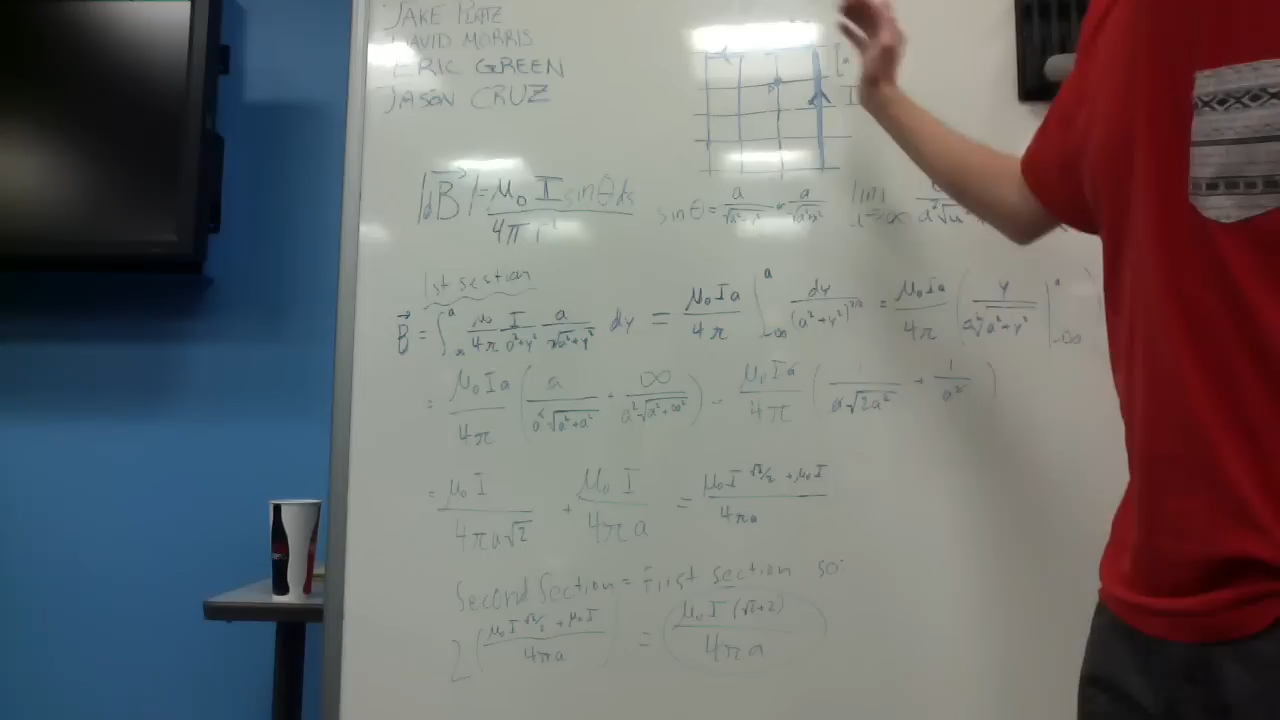 JAKE PLATZ
DAVID MORRIS
ERIC GREEN
JASON CRUZ
P
a
I
|dB⃗| = μ₀ I sinθ ds / 4π r² sinθ = a / √(a²+y²) lim
1st section
B⃗ = ∫_{-∞}^{a} μ₀/4π I/(a²+y²) a/√(a²+y²) dy = μ₀Ia/4π ∫_{-∞}^{a} dy/(a²+y²)^{3/2} = μ₀Ia/4π ( y / a²√(a²+y²) |_{-∞}^{a} )
= μ₀Ia/4π ( a / a²√(a²+a²) + ∞ / a²√(a²+∞²) ) = μ₀Ia/4π ( 1 / a√(2a²) + 1/a² )
= μ₀I / 4πa√2 + μ₀I / 4πa = μ₀I √2/2 + μ₀I / 4πa
Second Section = First section so:
2 ( μ₀I √2/2 + μ₀I / 4πa ) = μ₀I (√2+2) / 4πa